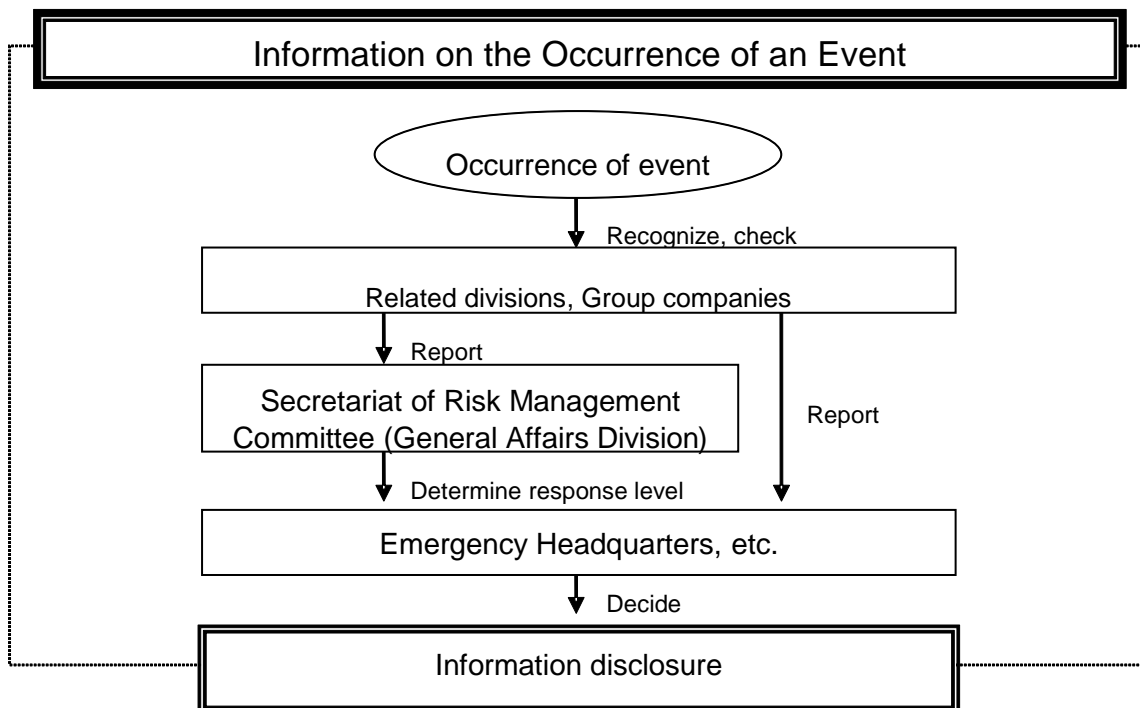 Information on the Occurrence of an Event
Occurrence of event
Recognize, check
Related divisions, Group companies
Report
Secretariat of Risk Management
Committee (General Affairs Division)
Report
Determine response level
Emergency Headquarters, etc.
Decide
Information disclosure